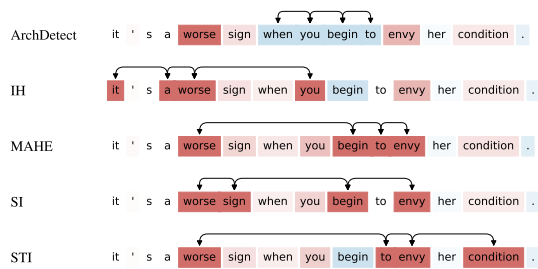 ArchDetect it ' s a worse sign when you begin to envy her condition .
IH it ' s a worse sign when you begin to envy her condition .
MAHE it ' s a worse sign when you begin to envy her condition .
SI it ' s a worse sign when you begin to envy her condition .
STI it ' s a worse sign when you begin to envy her condition .